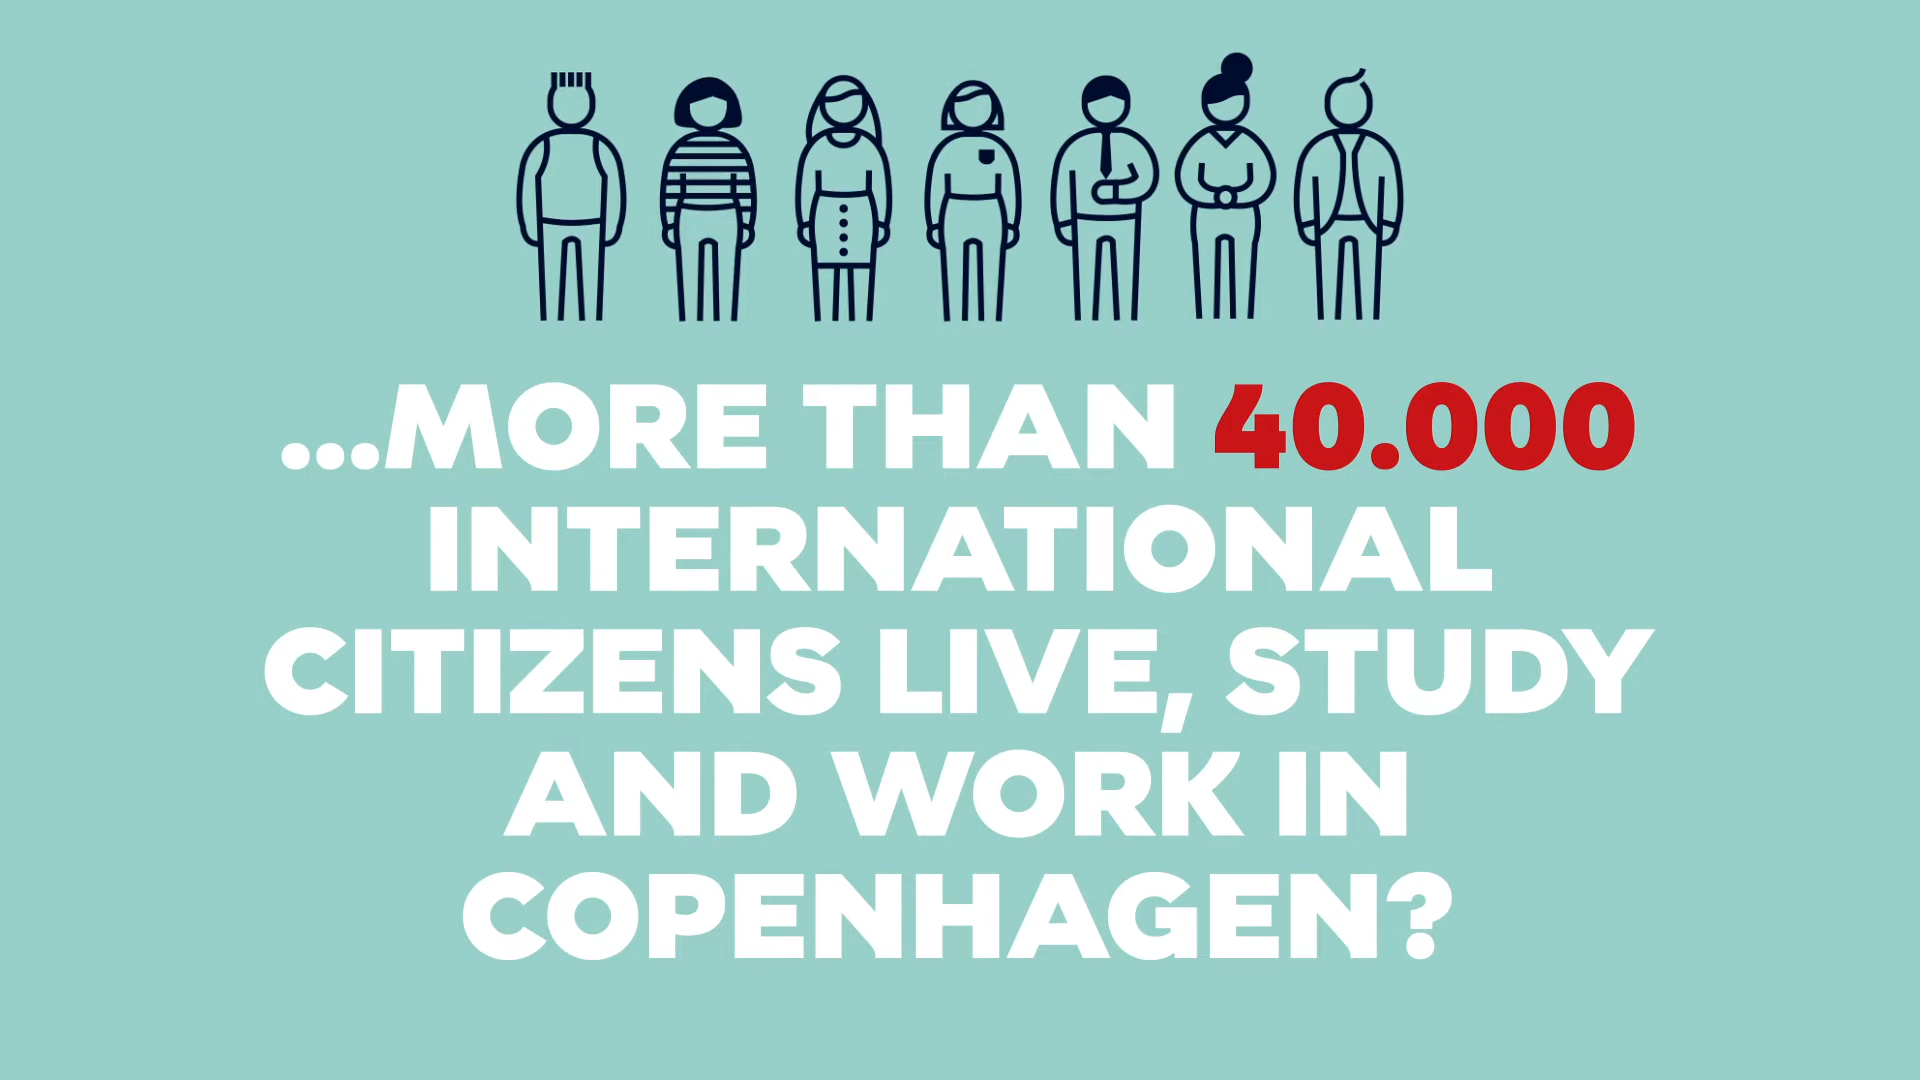 ...MORE THAN 40.000
INTERNATIONAL
CITIZENS LIVE, STUDY
AND WORK IN
COPENHAGEN?